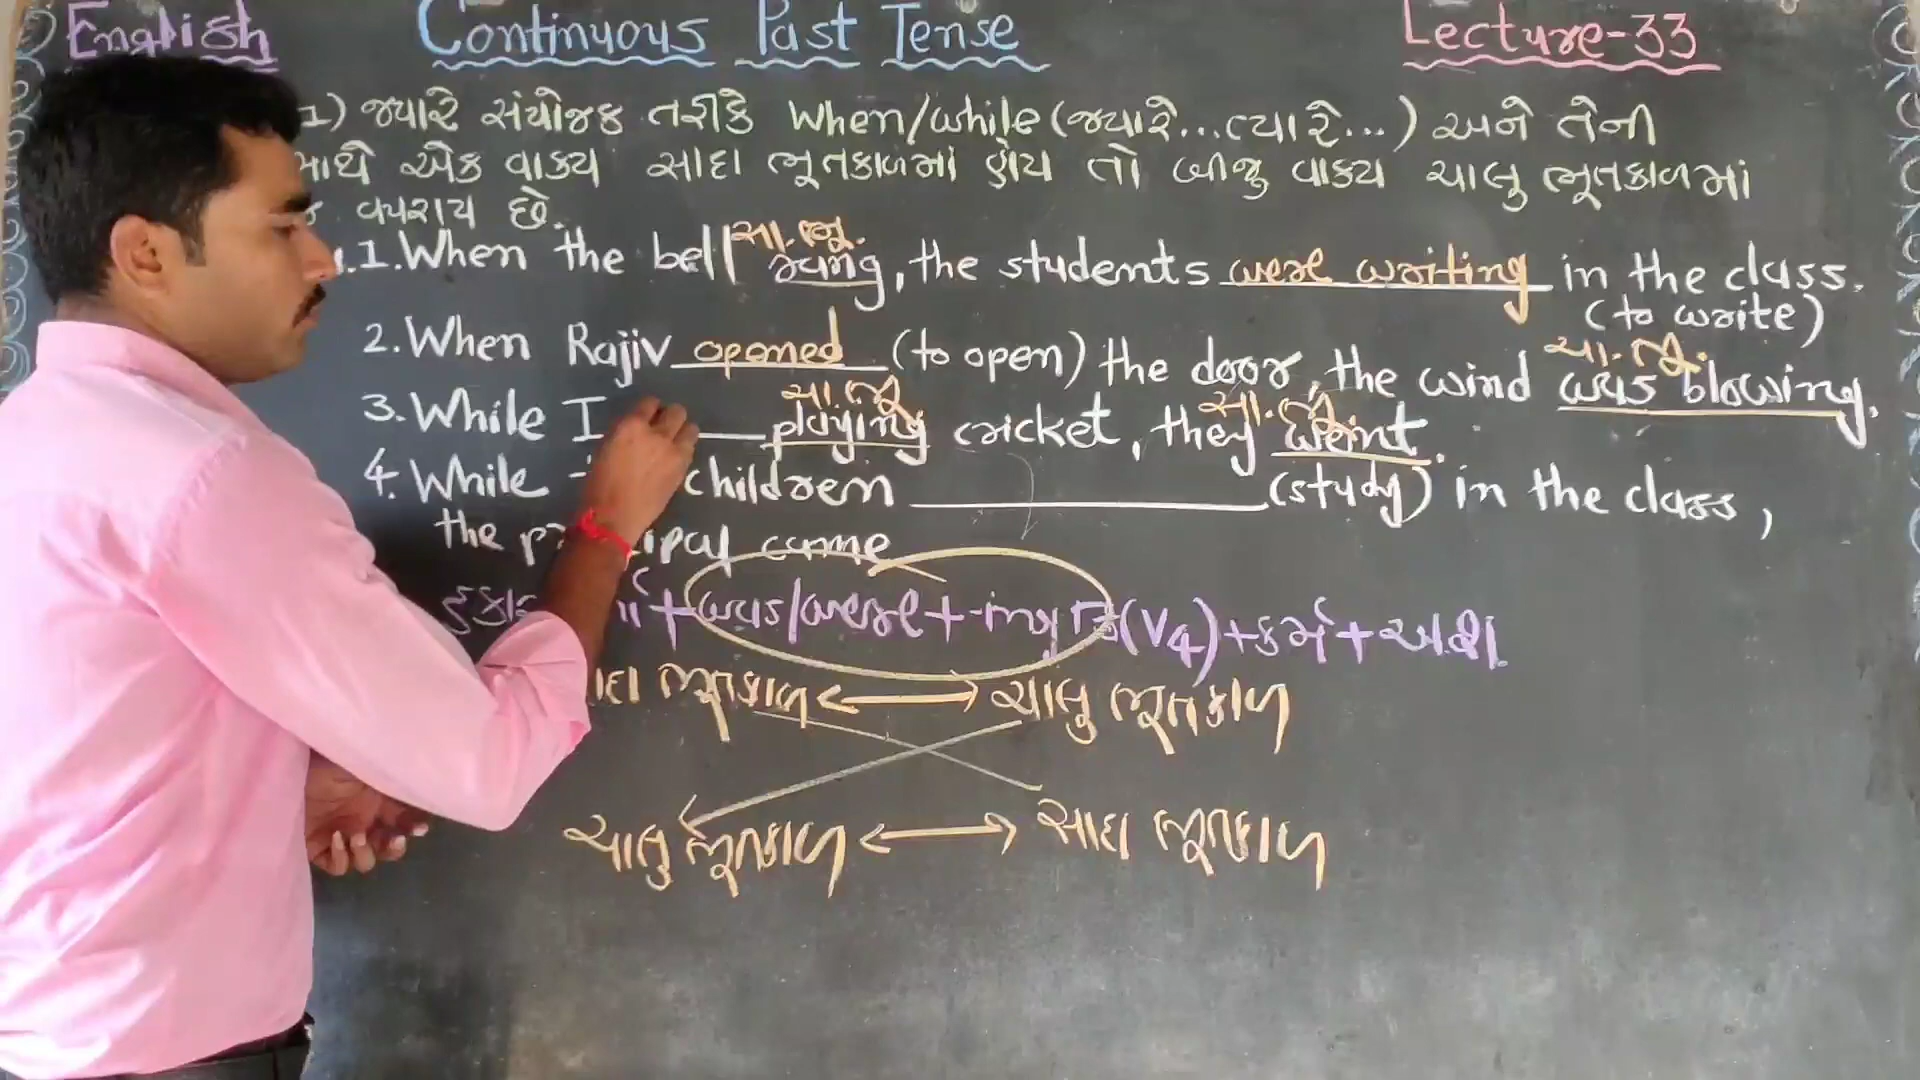 English Continuous Past Tense Lecture-33
1) જ્યારે સંયોજક તરીકે When/while (જ્યારે...ત્યારે...) અને તેની
સાથે એક વાક્ય સાદા ભૂતકાળમાં હોય તો બીજુ વાક્ય ચાલુ ભૂતકાળમાં
જ વપરાય છે.
સા.ભૂ.
1. When the bell rang, the students were writing in the class.
(to write)
ચા.ભૂ.
2. When Rajiv opened (to open) the door, the wind was blowing.
ચા.ભૂ સા.ભૂ.
3. While I playing cricket, they went.
4. While children (study) in the class,
the came
+ was/were + -ing (V4) + કર્મ + અ.શ.
ભૂતકાળ ચાલુ ભૂતકાળ
ચાલુ ભૂતકાળ સાદા ભૂતકાળ